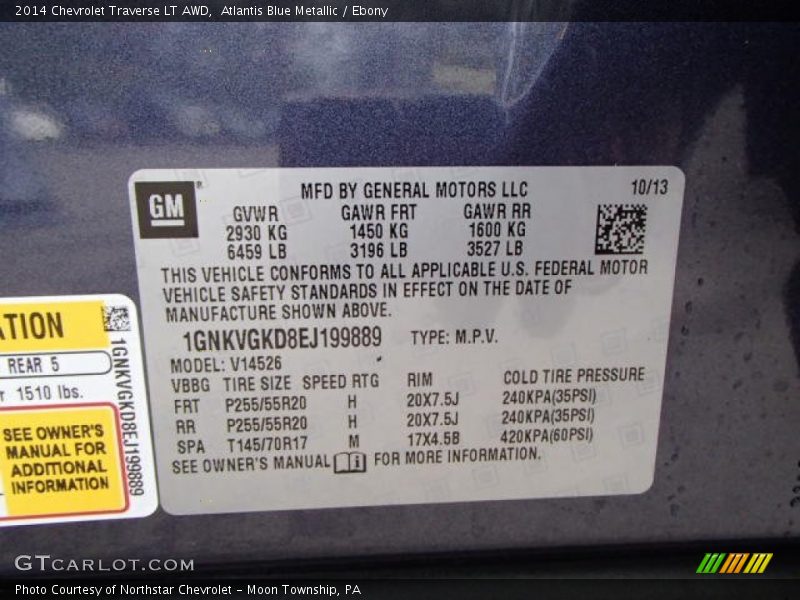 2014 Chevrolet Traverse LT AWD,  Atlantis Blue Metallic / Ebony
GM®
MFD BY GENERAL MOTORS LLC 10/13
GVWR GAWR FRT GAWR RR
2930 KG 1450 KG 1600 KG
6459 LB 3196 LB 3527 LB
THIS VEHICLE CONFORMS TO ALL APPLICABLE U.S. FEDERAL MOTOR
VEHICLE SAFETY STANDARDS IN EFFECT ON THE DATE OF
MANUFACTURE SHOWN ABOVE.
1GNKVGKD8EJ199889 TYPE: M.P.V.
MODEL: V14526
VBBG TIRE SIZE SPEED RTG RIM COLD TIRE PRESSURE
FRT P255/55R20 H 20X7.5J 240KPA(35PSI)
RR P255/55R20 H 20X7.5J 240KPA(35PSI)
SPA T145/70R17 M 17X4.5B 420KPA(60PSI)
SEE OWNER'S MANUAL i FOR MORE INFORMATION.
ATION
REAR 5
r 1510 lbs.
SEE OWNER'S
MANUAL FOR
ADDITIONAL
INFORMATION
1GNKVGKD8EJ199889
GTCARLOT.COM
Photo Courtesy of Northstar Chevrolet – Moon Township, PA